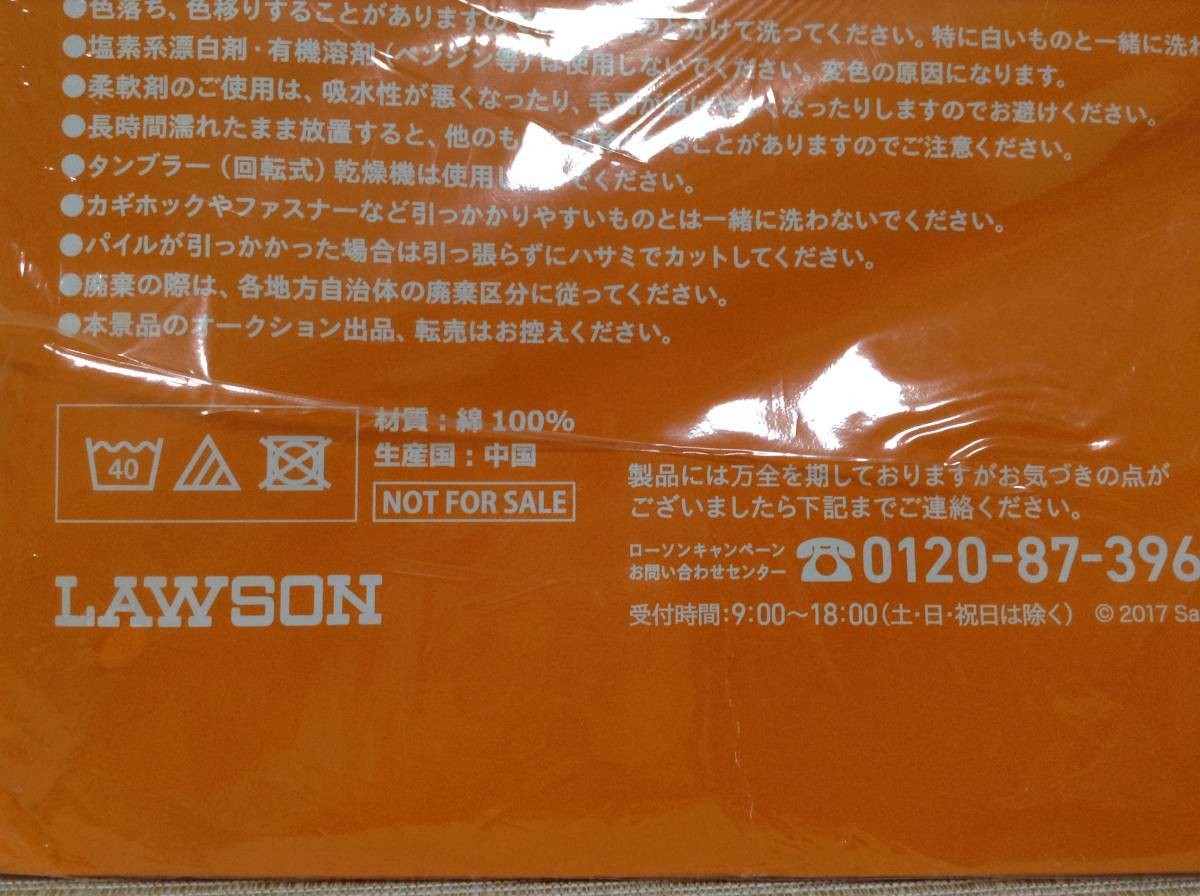 ●色落ち、色移りすることがありますの のと分けて洗ってください。特に白いものと一緒に洗わ
●塩素系漂白剤・有機溶剤(ベンジン等)は使用しないでください。変色の原因になります。
●柔軟剤のご使用は、吸水性が悪くなったり、毛羽が抜けやすくなったりしますのでお避けください。
●長時間濡れたまま放置すると、他のも することがありますのでご注意ください。
●タンブラー(回転式)乾燥機は使用し でください。
●カギホックやファスナーなど引っかかりやすいものとは一緒に洗わないでください。
●パイルが引っかかった場合は引っ張らずにハサミでカットしてください。
●廃棄の際は、各地方自治体の廃棄区分に従ってください。
●本景品のオークション出品、転売はお控えください。
40
材質:綿100%
生産国:中国
NOT FOR SALE
LAWSON
製品には万全を期しておりますがお気づきの点が
ございましたら下記までご連絡ください。
ローソンキャンペーン
お問い合わせセンター
☎0120-87-396
受付時間:9:00〜18:00(土・日・祝日は除く) © 2017 Sa